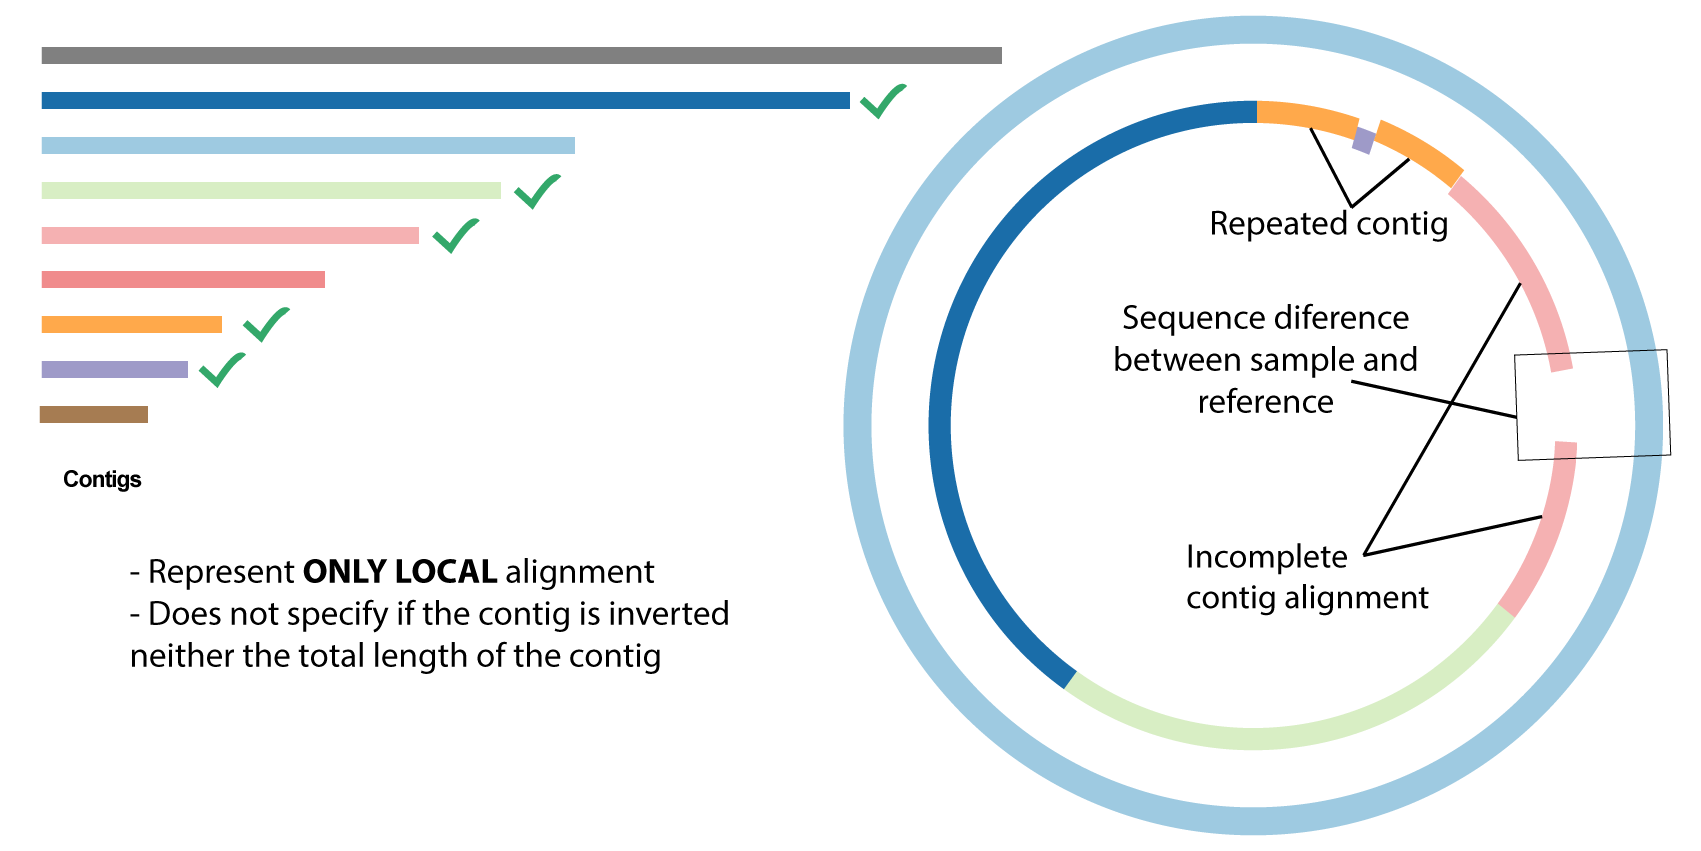 Repeated contig
Sequence diference
between sample and
reference
Contigs
Incomplete
contig alignment
- Represent ONLY LOCAL alignment
- Does not specify if the contig is inverted
neither the total length of the contig